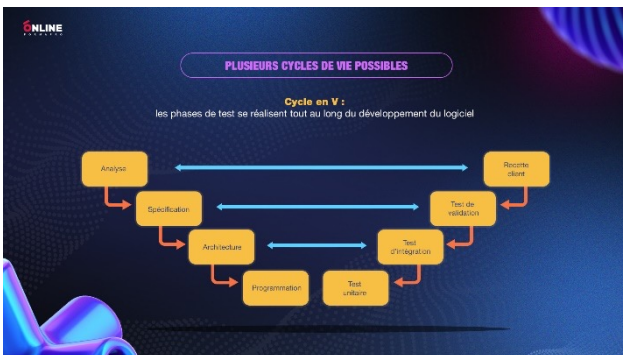 ONLINE
FORMAPRO
PLUSIEURS CYCLES DE VIE POSSIBLES
Cycle en V :
les phases de test se réalisent tout au long du développement du logiciel
Analyse
Recette
client
Spécification
Test de
validation
Architecture
Test
d'intégration
Programmation
Test
unitaire